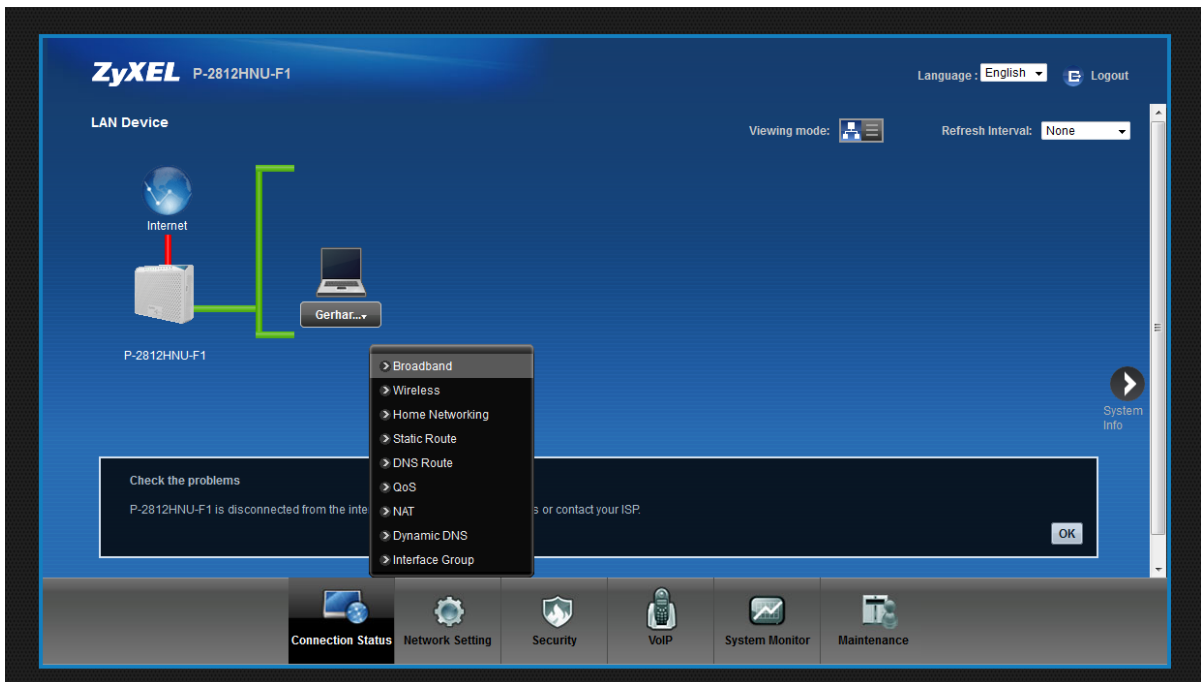 ZyXEL P-2812HNU-F1
Language : English
Logout
LAN Device
Viewing mode:
Refresh Interval: None
Internet
Gerhar...
P-2812HNU-F1
Broadband
Wireless
Home Networking
Static Route
DNS Route
QoS
NAT
Dynamic DNS
Interface Group
System
Info
Check the problems
P-2812HNU-F1 is disconnected from the inte
s or contact your ISP.
OK
Connection Status
Network Setting
Security
VoIP
System Monitor
Maintenance